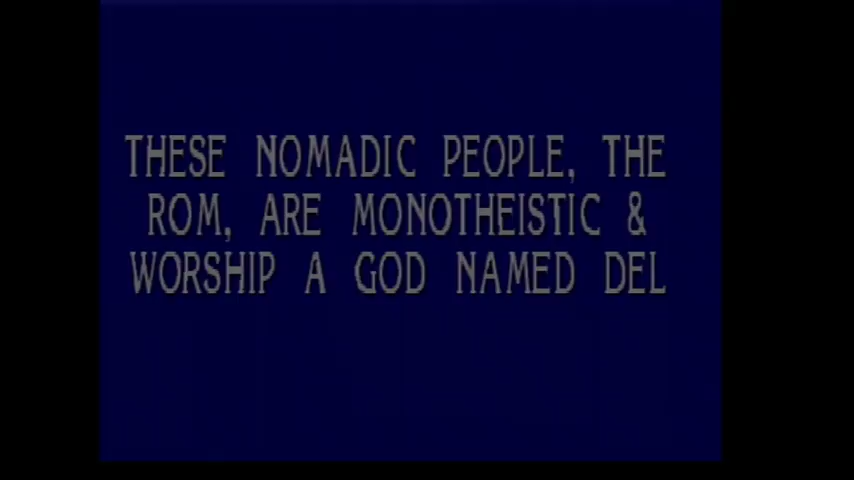 THESE NOMADIC PEOPLE, THE
ROM, ARE MONOTHEISTIC &
WORSHIP A GOD NAMED DEL